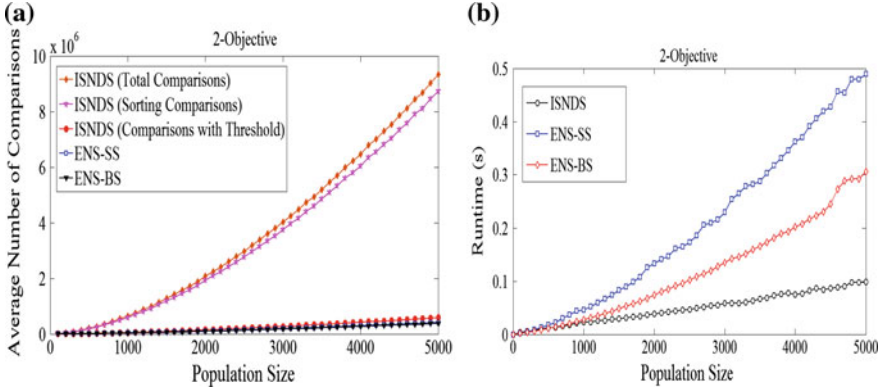 (a)
2-Objective
× 10⁶
Average Number of Comparisons
10
8
6
4
2
0
ISNDS (Total Comparisons)
ISNDS (Sorting Comparisons)
ISNDS (Comparisons with Threshold)
ENS-SS
ENS-BS
0
1000
2000
3000
4000
5000
Population Size
(b)
2-Objective
Runtime (s)
0.5
0.4
0.3
0.2
0.1
0
ISNDS
ENS-SS
ENS-BS
0
1000
2000
3000
4000
5000
Population Size